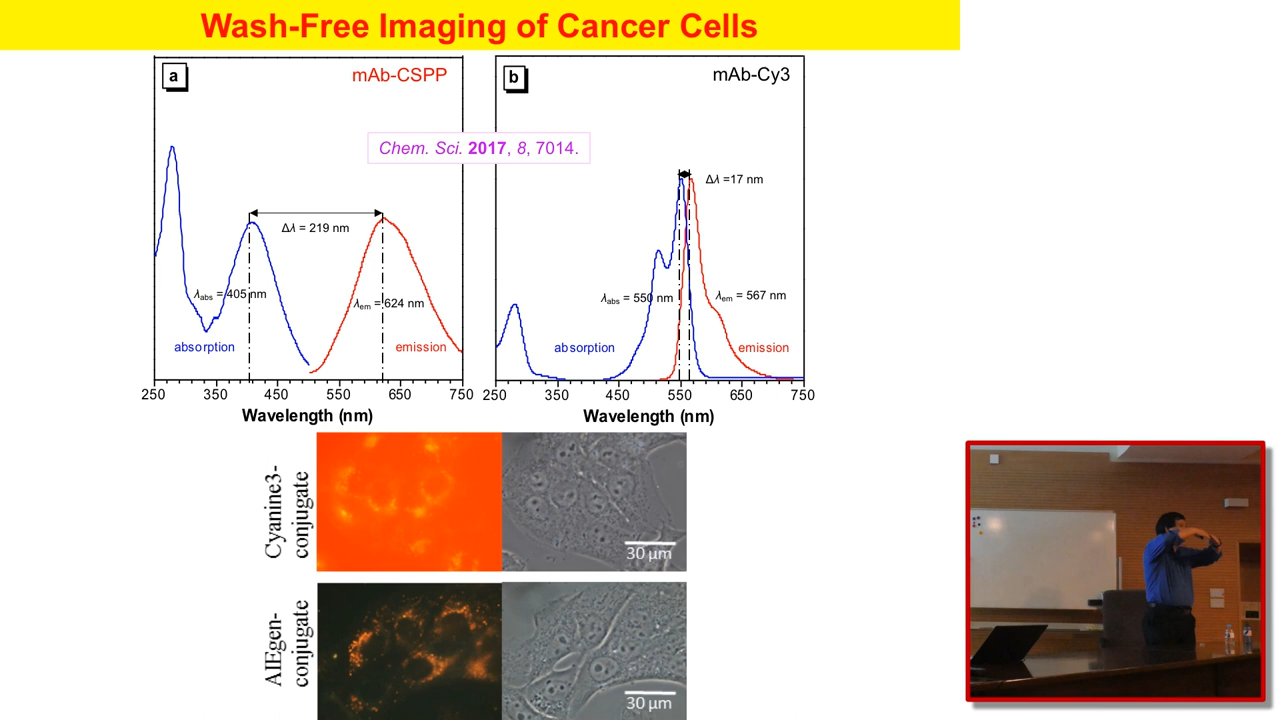 Wash-Free Imaging of Cancer Cells
a
mAb-CSPP
b
mAb-Cy3
Chem. Sci. 2017, 8, 7014.
Δλ = 219 nm
Δλ =17 nm
λabs = 405 nm
λem = 624 nm
λabs = 550 nm
λem = 567 nm
absorption
emission
absorption
emission
250 350 450 550 650 750
250 350 450 550 650 750
Wavelength (nm)
Wavelength (nm)
Cyanine3-
conjugate
30 µm
AIEgen-
conjugate
30 µm